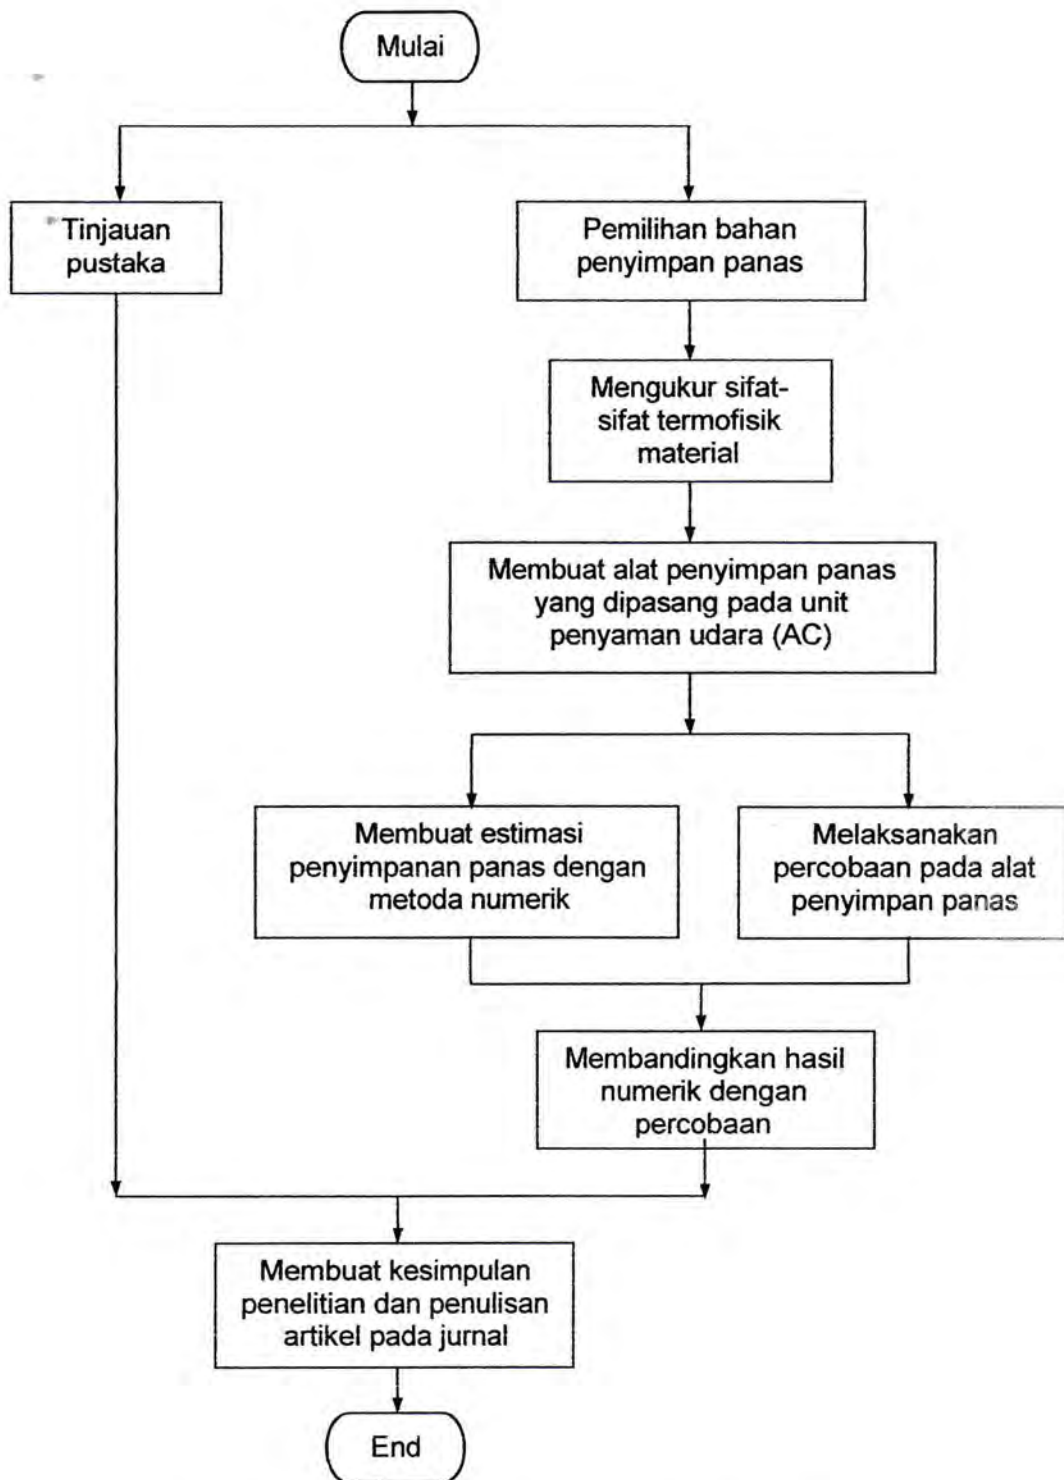 Mulai
Tinjauan
pustaka
Pemilihan bahan
penyimpan panas
Mengukur sifat-
sifat termofisik
material
Membuat alat penyimpan panas
yang dipasang pada unit
penyaman udara (AC)
Membuat estimasi
penyimpanan panas dengan
metoda numerik
Melaksanakan
percobaan pada alat
penyimpan panas
Membandingkan hasil
numerik dengan
percobaan
Membuat kesimpulan
penelitian dan penulisan
artikel pada jurnal
End